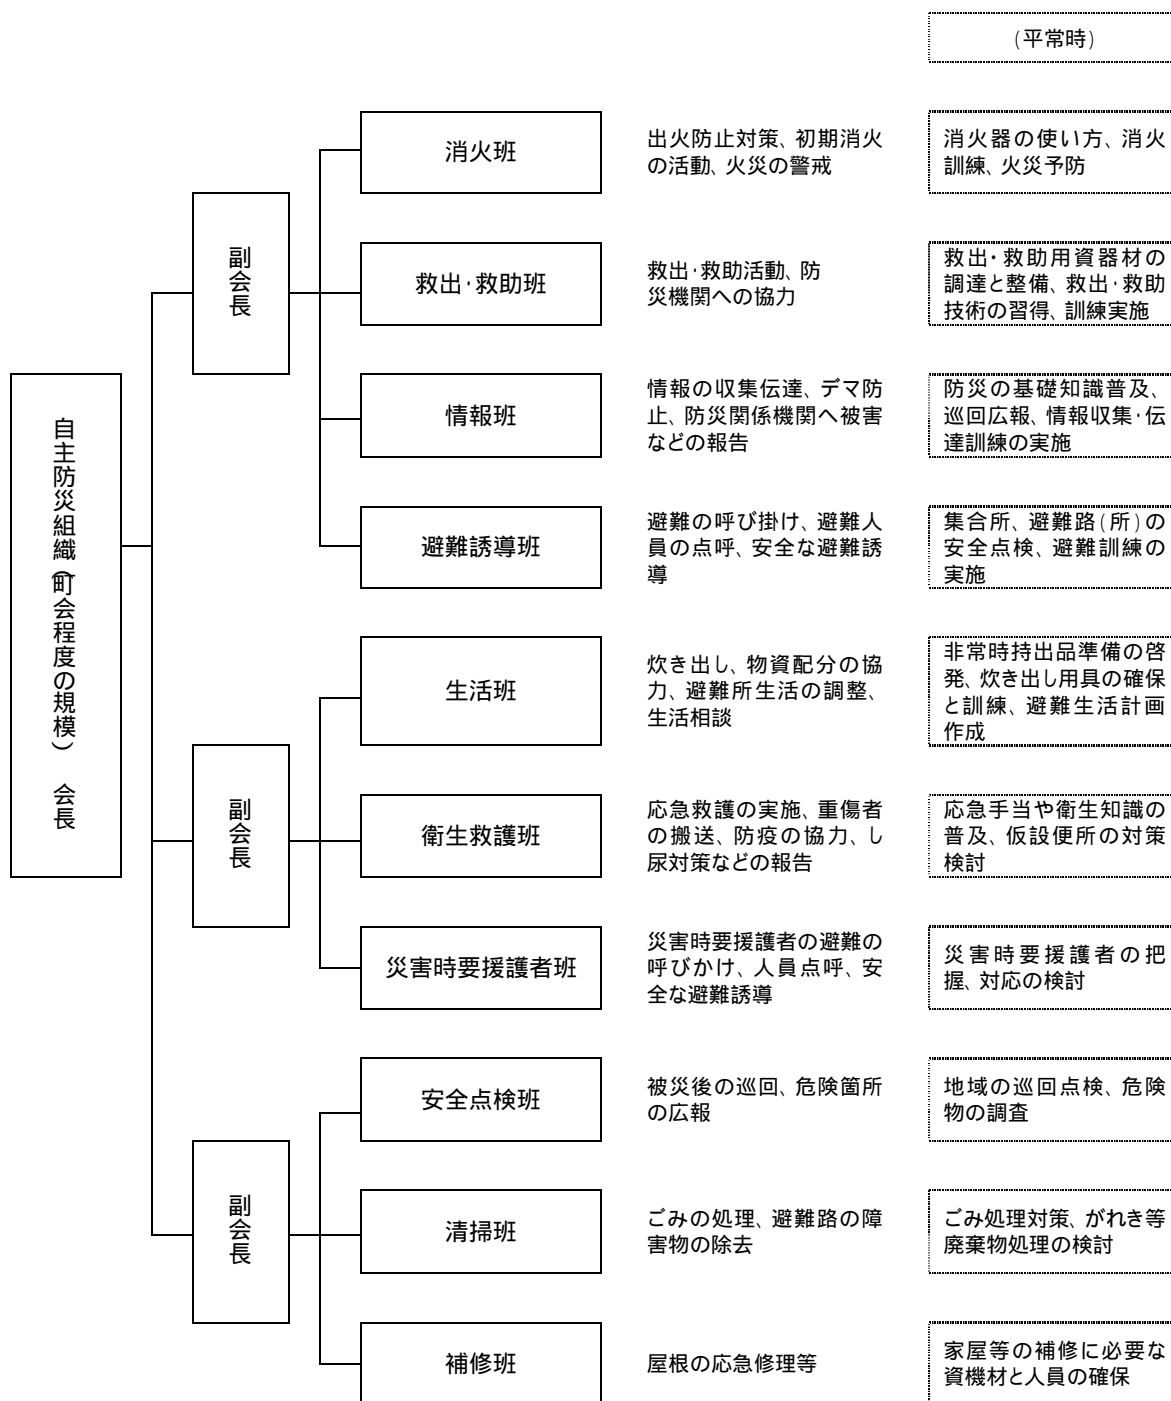 (平常時)
自主防災組織(町会程度の規模) 会長
副会長
消火班
出火防止対策、初期消火
の活動、火災の警戒
消火器の使い方、消火
訓練、火災予防
救出・救助班
救出・救助活動、防
災機関への協力
救出・救助用資器材の
調達と整備、救出・救助
技術の習得、訓練実施
情報班
情報の収集伝達、デマ防
止、防災関係機関へ被害
などの報告
防災の基礎知識普及、
巡回広報、情報収集・伝
達訓練の実施
避難誘導班
避難の呼び掛け、避難人
員の点呼、安全な避難誘
導
集合所、避難路(所)の
安全点検、避難訓練の
実施
副会長
生活班
炊き出し、物資配分の協
力、避難所生活の調整、
生活相談
非常時持出品準備の啓
発、炊き出し用具の確保
と訓練、避難生活計画
作成
衛生救護班
応急救護の実施、重傷者
の搬送、防疫の協力、し
尿対策などの報告
応急手当や衛生知識の
普及、仮設便所の対策
検討
災害時要援護者班
災害時要援護者の避難の
呼びかけ、人員点呼、安
全な避難誘導
災害時要援護者の把
握、対応の検討
副会長
安全点検班
被災後の巡回、危険箇所
の広報
地域の巡回点検、危険
物の調査
清掃班
ごみの処理、避難路の障
害物の除去
ごみ処理対策、がれき等
廃棄物処理の検討
補修班
屋根の応急修理等
家屋等の補修に必要な
資機材と人員の確保